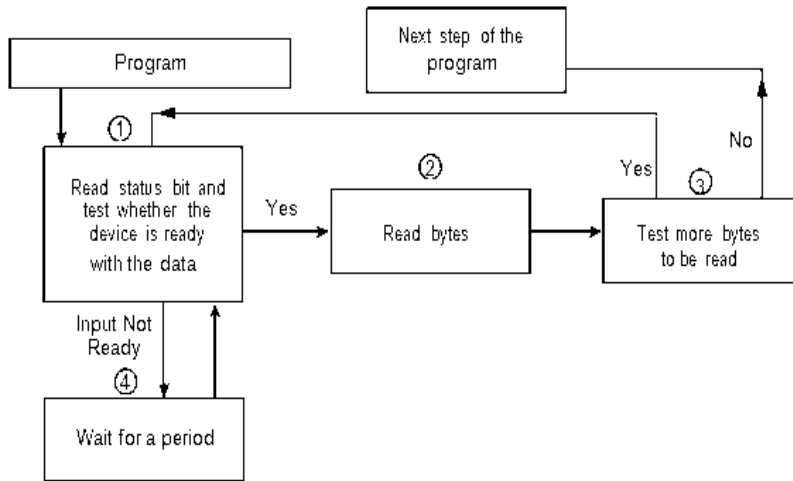 Program
Next step of the
program
1
Read status bit and
test whether the
device is ready
with the data
Yes
2
Read bytes
Yes
No
3
Test more bytes
to be read
Input Not
Ready
4
Wait for a period